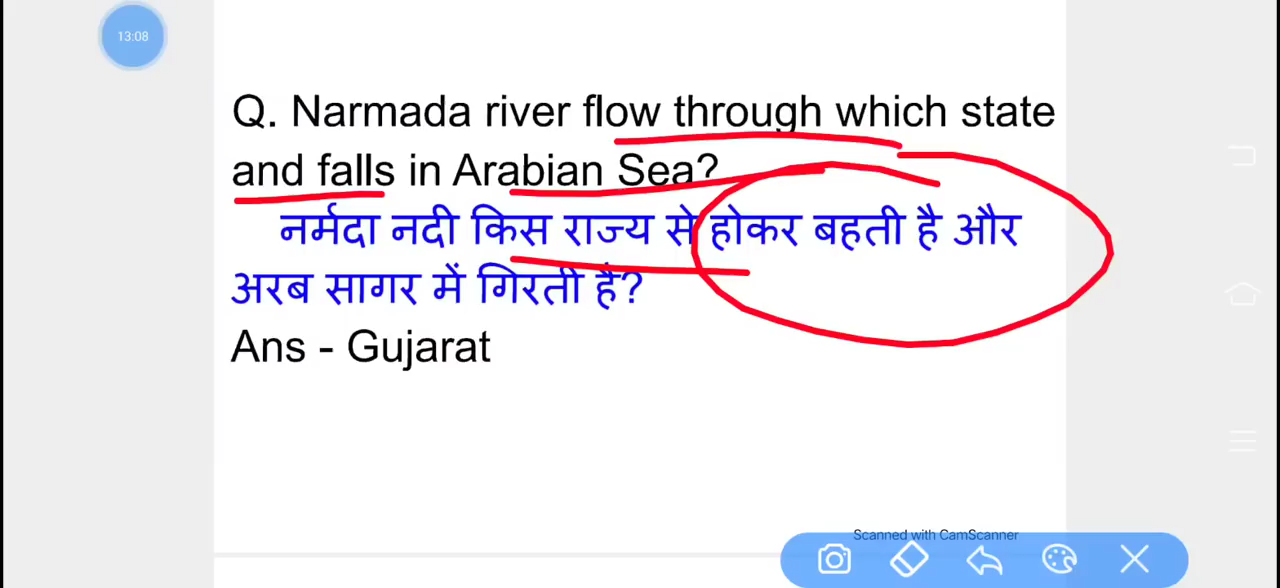 13:08
Q. Narmada river flow through which state
and falls in Arabian Sea?
नर्मदा नदी किस राज्य से होकर बहती है और
अरब सागर में गिरती है?
Ans - Gujarat
Scanned with CamScanner